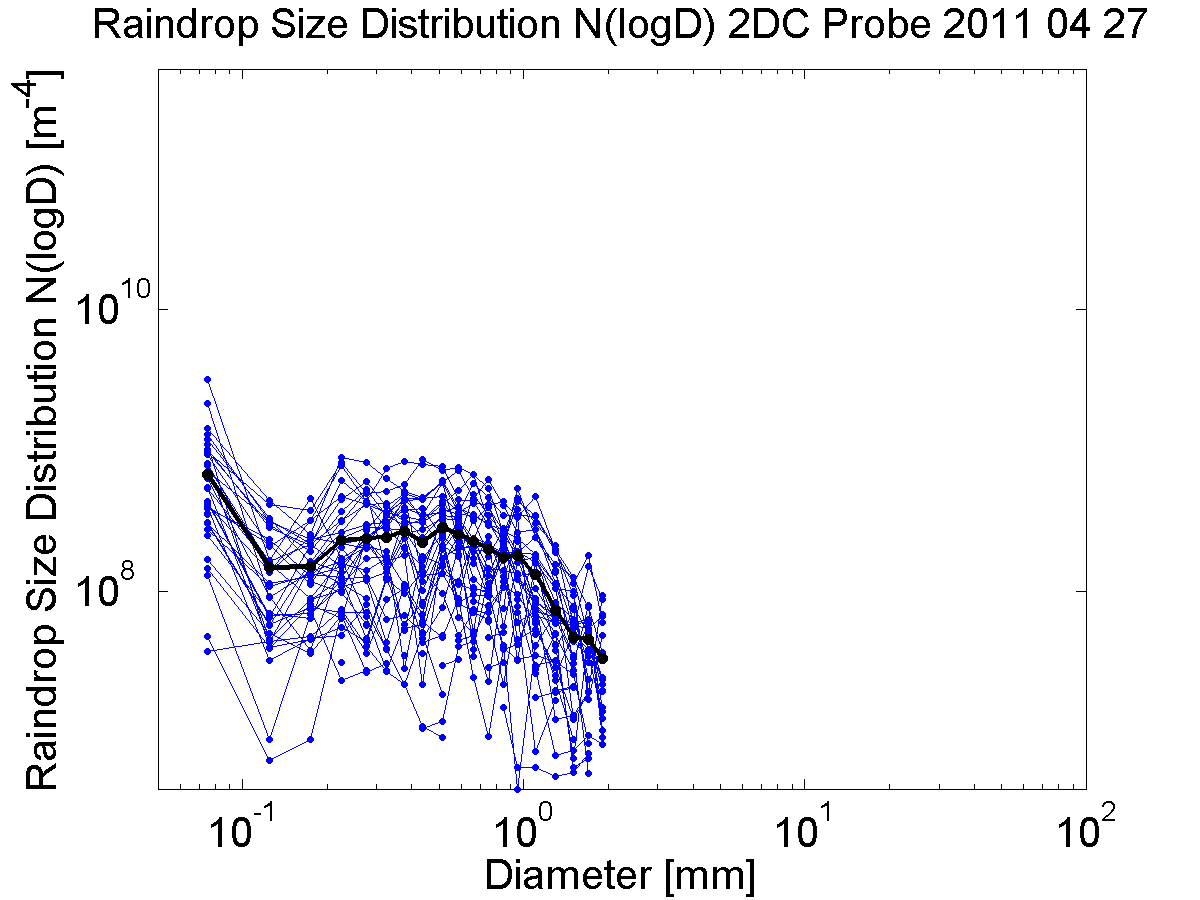 Raindrop Size Distribution N(logD) 2DC Probe 2011 04 27
Raindrop Size Distribution N(logD) [m^-4]
10^10
10^8
10^-1 10^0 10^1 10^2
Diameter [mm]